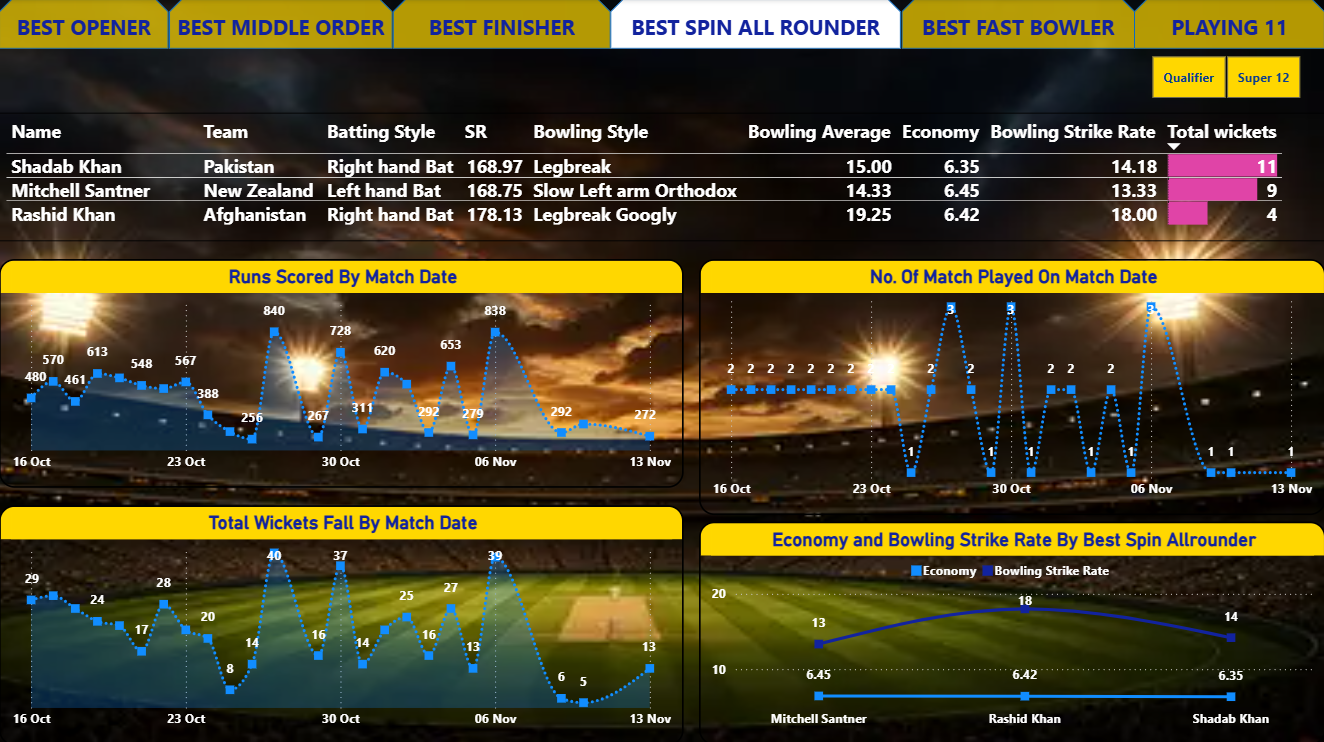 BEST OPENER BEST MIDDLE ORDER BEST FINISHER BEST SPIN ALL ROUNDER BEST FAST BOWLER PLAYING 11
Qualifier Super 12
Name Team Batting Style SR Bowling Style Bowling Average Economy Bowling Strike Rate Total wickets
Shadab Khan Pakistan Right hand Bat 168.97 Legbreak 15.00 6.35 14.18 11
Mitchell Santner New Zealand Left hand Bat 168.75 Slow Left arm Orthodox 14.33 6.45 13.33 9
Rashid Khan Afghanistan Right hand Bat 178.13 Legbreak Googly 19.25 6.42 18.00 4
Runs Scored By Match Date
480 570 461 613 548 567 388 256 840 267 728 311 620 292 653 279 838 292 272
16 Oct 23 Oct 30 Oct 06 Nov 13 Nov
No. Of Match Played On Match Date
2 2 2 2 2 2 2 2 2 1 2 3 2 1 3 1 2 2 1 2 1 3 1 1 1
16 Oct 23 Oct 30 Oct 06 Nov 13 Nov
Total Wickets Fall By Match Date
29 24 17 28 20 8 14 40 16 37 14 25 16 27 13 39 6 5 13
16 Oct 23 Oct 30 Oct 06 Nov 13 Nov
Economy and Bowling Strike Rate By Best Spin Allrounder
Economy Bowling Strike Rate
20
13 18 14
10
6.45 6.42 6.35
Mitchell Santner Rashid Khan Shadab Khan